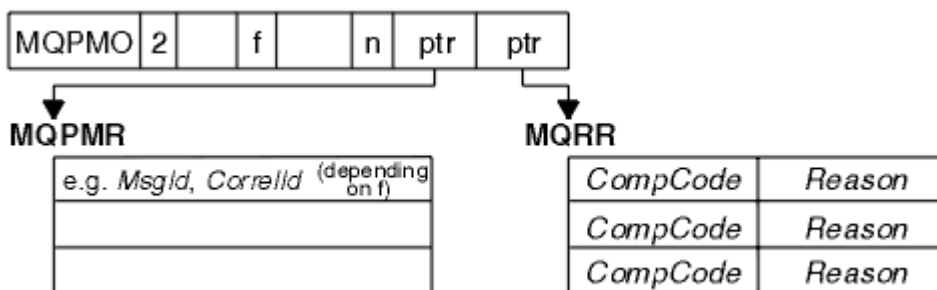 MQPMO 2 f n ptr ptr
MQPMR MQRR
e.g. MsgId, CorrelId (depending on f) CompCode Reason
CompCode Reason
CompCode Reason